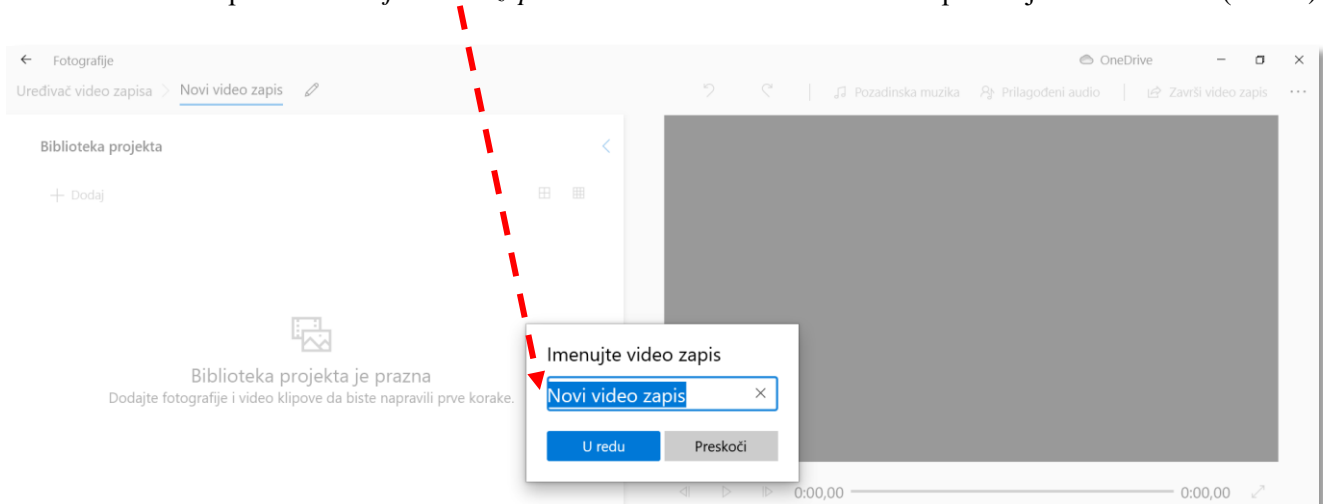 Fotografije
OneDrive
Uređivač video zapisa > Novi video zapis
Pozadinska muzika
Prilagođeni audio
Završi video zapis
Biblioteka projekta
+ Dodaj
Biblioteka projekta je prazna
Dodajte fotografije i video klipove da biste napravili prve korake.
Imenujte video zapis
Novi video zapis
U redu
Preskoči
0:00,00
0:00,00